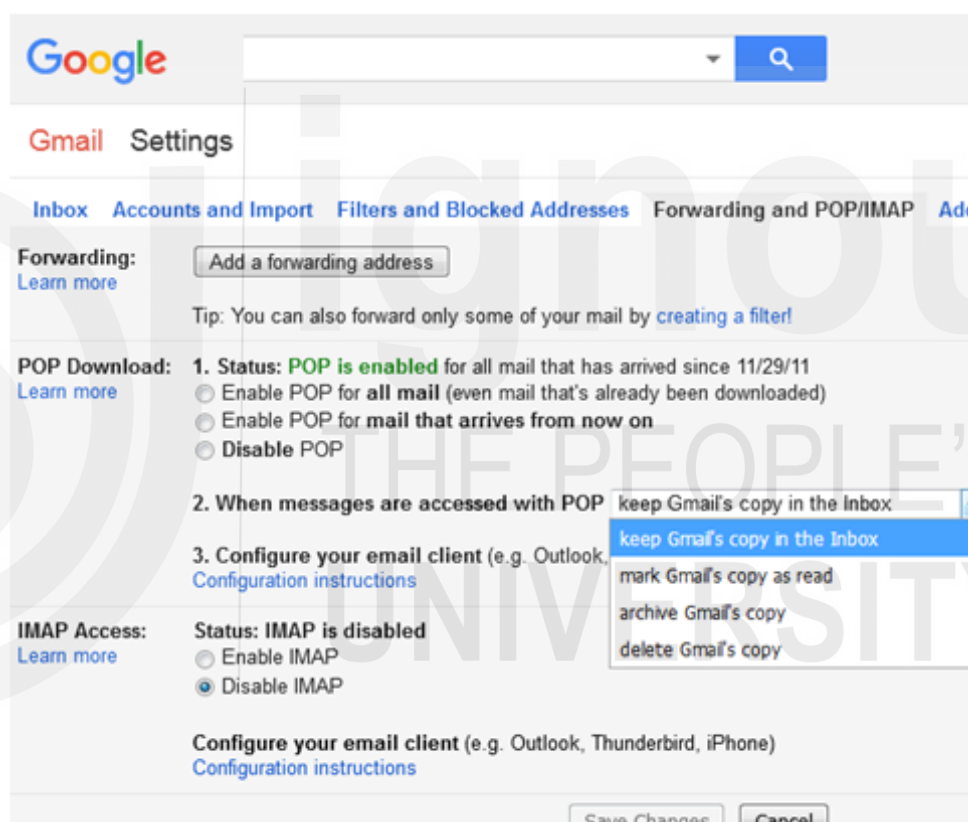 Google
Gmail Settings
Inbox Accounts and Import Filters and Blocked Addresses Forwarding and POP/IMAP
Forwarding: Add a forwarding address
Learn more
Tip: You can also forward only some of your mail by creating a filter!
POP Download: 1. Status: POP is enabled for all mail that has arrived since 11/29/11
Learn more Enable POP for all mail (even mail that's already been downloaded)
Enable POP for mail that arrives from now on
Disable POP
2. When messages are accessed with POP keep Gmail's copy in the Inbox
keep Gmail's copy in the Inbox
3. Configure your email client (e.g. Outlook,
mark Gmail's copy as read
Configuration instructions
archive Gmail's copy
IMAP Access: Status: IMAP is disabled
delete Gmail's copy
Learn more Enable IMAP
Disable IMAP
Configure your email client (e.g. Outlook, Thunderbird, iPhone)
Configuration instructions
Save Changes Cancel
ignou
THE PEOPLE'
UNIVERSITY